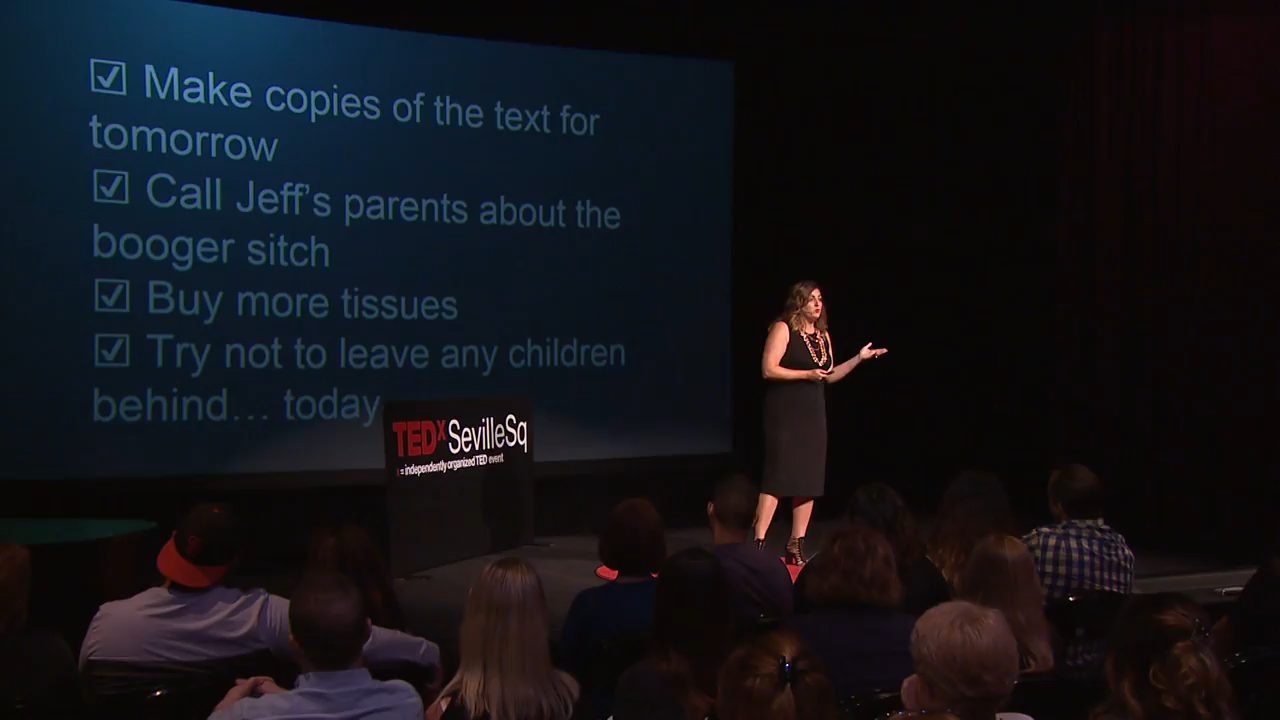 ☑ Make copies of the text for
tomorrow
☑ Call Jeff's parents about the
booger sitch
☑ Buy more tissues
☑ Try not to leave any children
behind... today
TEDx SevilleSq
x = independently organized TED event